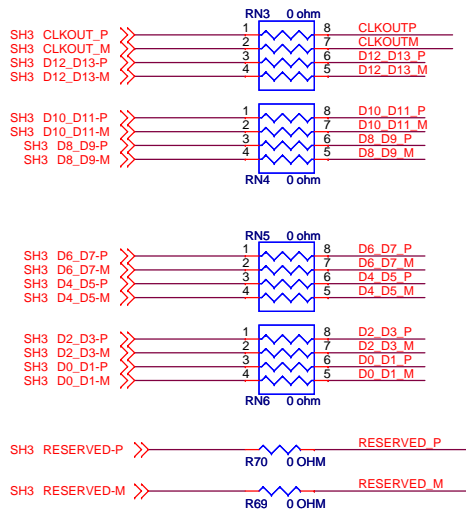 RN3 0 ohm
SH3 CLKOUT_P 1 8 CLKOUTP
SH3 CLKOUT_M 2 7 CLKOUTM
SH3 D12_D13-P 3 6 D12_D13_P
SH3 D12_D13-M 4 5 D12_D13_M
SH3 D10_D11-P 1 8 D10_D11_P
SH3 D10_D11-M 2 7 D10_D11_M
SH3 D8_D9-P 3 6 D8_D9_P
SH3 D8_D9-M 4 5 D8_D9_M
RN4 0 ohm
RN5 0 ohm
SH3 D6_D7-P 1 8 D6_D7_P
SH3 D6_D7-M 2 7 D6_D7_M
SH3 D4_D5-P 3 6 D4_D5_P
SH3 D4_D5-M 4 5 D4_D5_M
SH3 D2_D3-P 1 8 D2_D3_P
SH3 D2_D3-M 2 7 D2_D3_M
SH3 D0_D1-P 3 6 D0_D1_P
SH3 D0_D1-M 4 5 D0_D1_M
RN6 0 ohm
SH3 RESERVED-P RESERVED_P
R70 0 OHM
SH3 RESERVED-M RESERVED_M
R69 0 OHM